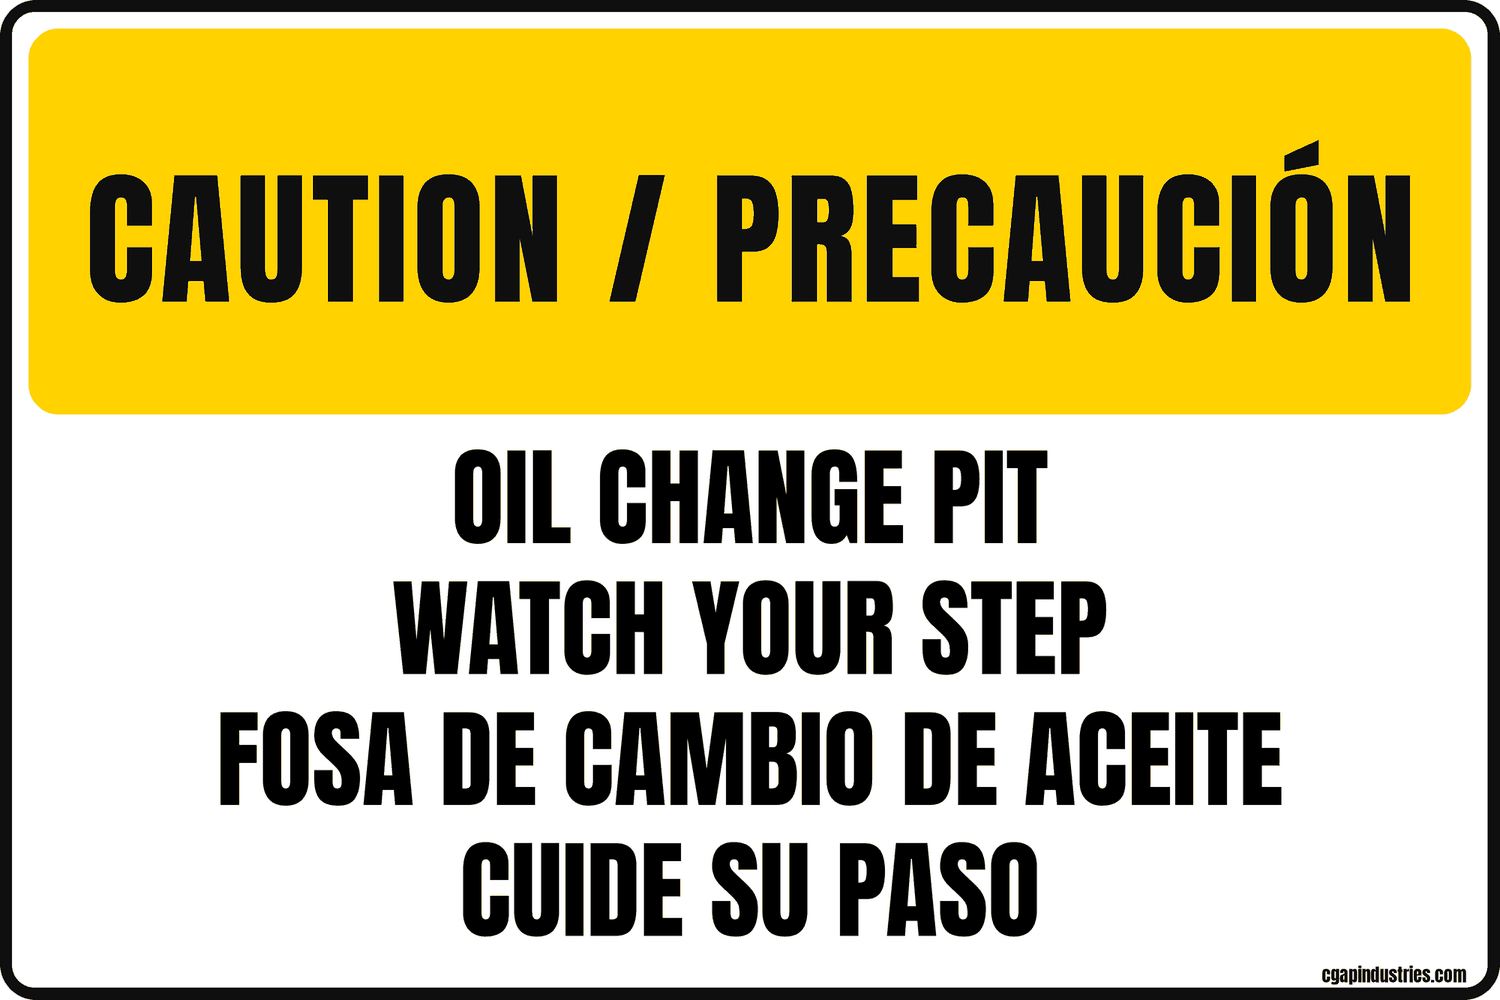 CAUTION / PRECAUCIÓN
OIL CHANGE PIT
WATCH YOUR STEP
FOSA DE CAMBIO DE ACEITE
CUIDE SU PASO
cgapindustries.com